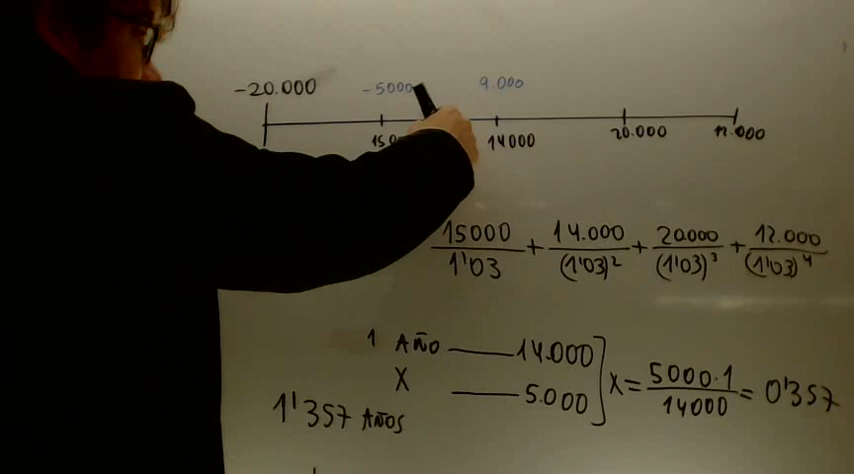 -20.000 -5000 9.000
14000 20.000 12.000
15000/1'03 + 14.000/(1'03)² + 20.000/(1'03)³ + 12.000/(1'03)⁴
1 AÑO — 14.000
X — 5.000
X = 5000·1/14000 = 0'357
1'357 AÑOS